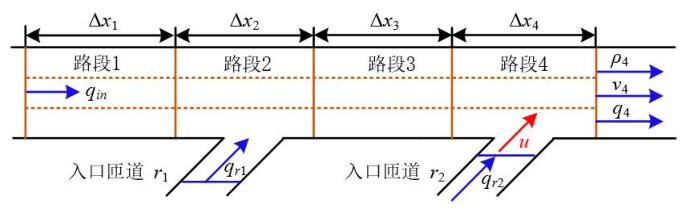 Δx1 Δx2 Δx3 Δx4
路段1 路段2 路段3 路段4 ρ4
qin v4
q4
入口匝道 r1 qr1 入口匝道 r2 qr2 u